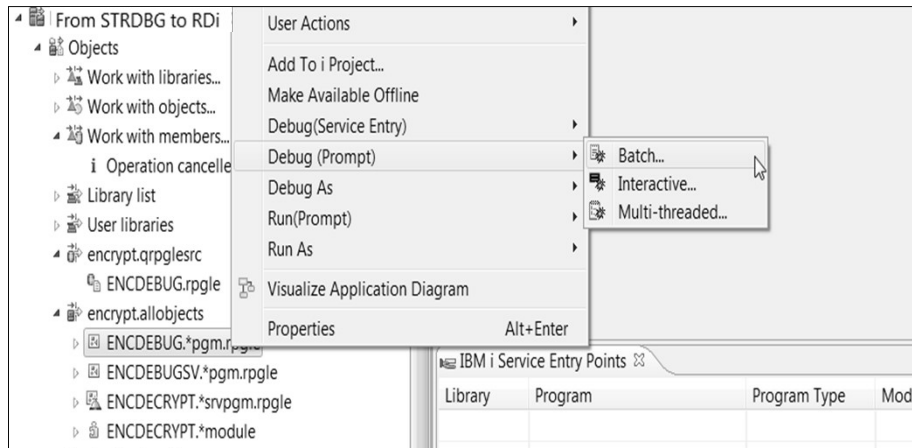 From STRDBG to RDi
Objects
Work with libraries...
Work with objects...
Work with members...
i Operation cancelle
Library list
User libraries
encrypt.qrpglesrc
ENCDEBUG.rpgle
encrypt.allobjects
ENCDEBUG.*pgm.rpgle
ENCDEBUGSV.*pgm.rpgle
ENCDECRYPT.*srvpgm.rpgle
ENCDECRYPT.*module
User Actions
Add To i Project...
Make Available Offline
Debug(Service Entry)
Debug (Prompt)
Debug As
Run(Prompt)
Run As
Visualize Application Diagram
Properties Alt+Enter
Batch...
Interactive...
Multi-threaded...
IBM i Service Entry Points
Library Program Program Type Mod